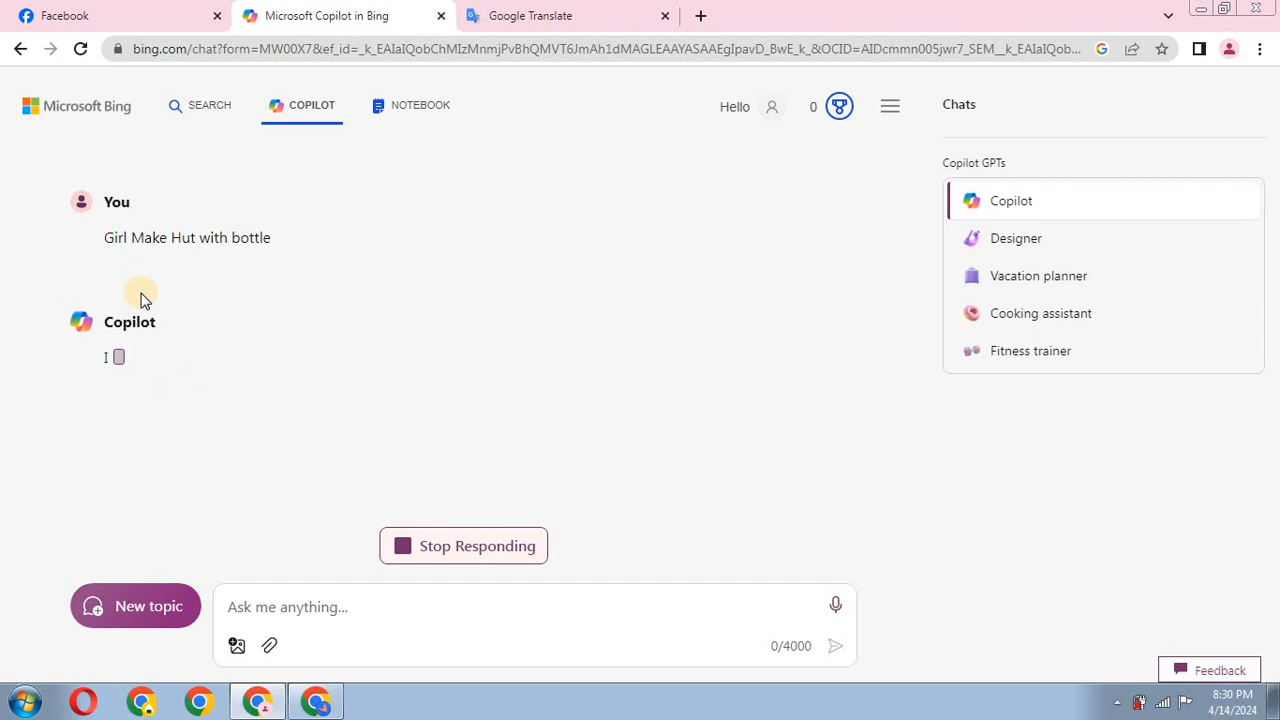 Facebook
Microsoft Copilot in Bing
Google Translate
bing.com/chat?form=MW00X7&ef_id=_k_EAIaIQobChMIzMnmjPvBhQMVT6JmAh1dMAGLEAAYASAAEgIpavD_BwE_k_&OCID=AIDcmmn005jwr7_SEM__k_EAIaIQob...
Microsoft Bing
SEARCH
COPILOT
NOTEBOOK
Hello
0
Chats
Copilot GPTs
Copilot
Designer
Vacation planner
Cooking assistant
Fitness trainer
You
Girl Make Hut with bottle
Copilot
I
Stop Responding
New topic
Ask me anything...
0/4000
Feedback
8:30 PM
4/14/2024